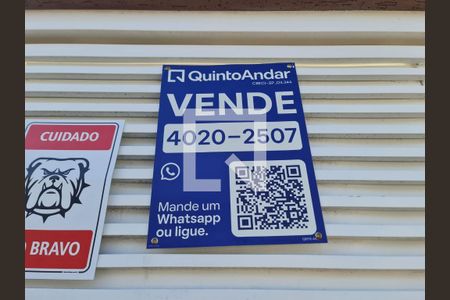 QuintoAndar
VENDE
4020-2507
Mande um
Whatsapp
ou ligue.
CUIDADO
BRAVO